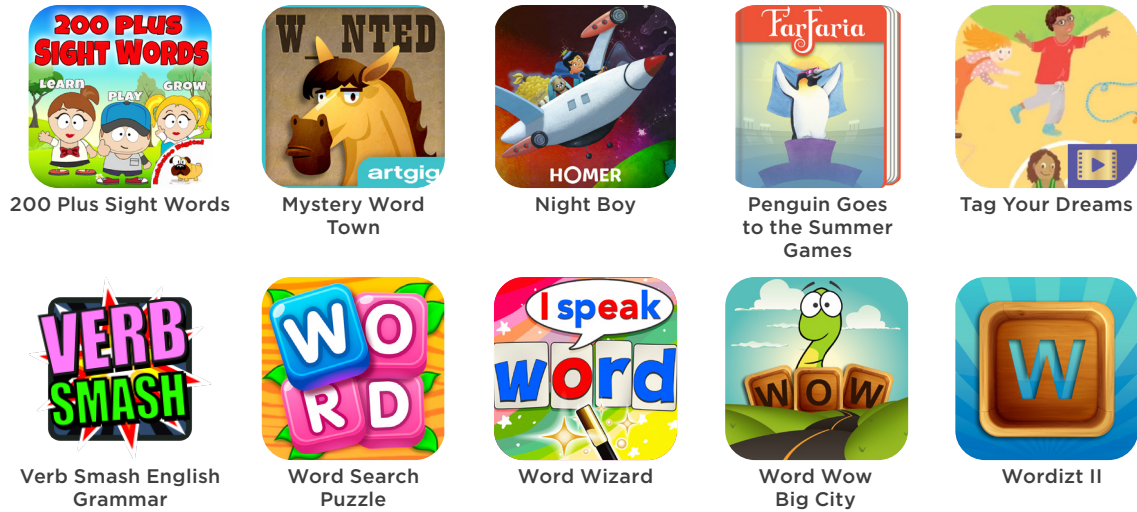 200 PLUS
SIGHT WORDS
LEARN
PLAY
GROW
200 Plus Sight Words
W NTED
artgig
Mystery Word
Town
HOMER
Night Boy
FarFaria
Penguin Goes
to the Summer
Games
Tag Your Dreams
VERB
SMASH
Verb Smash English
Grammar
WO
RD
Word Search
Puzzle
I speak
word
Word Wizard
WOW
Word Wow
Big City
W
Wordizt II